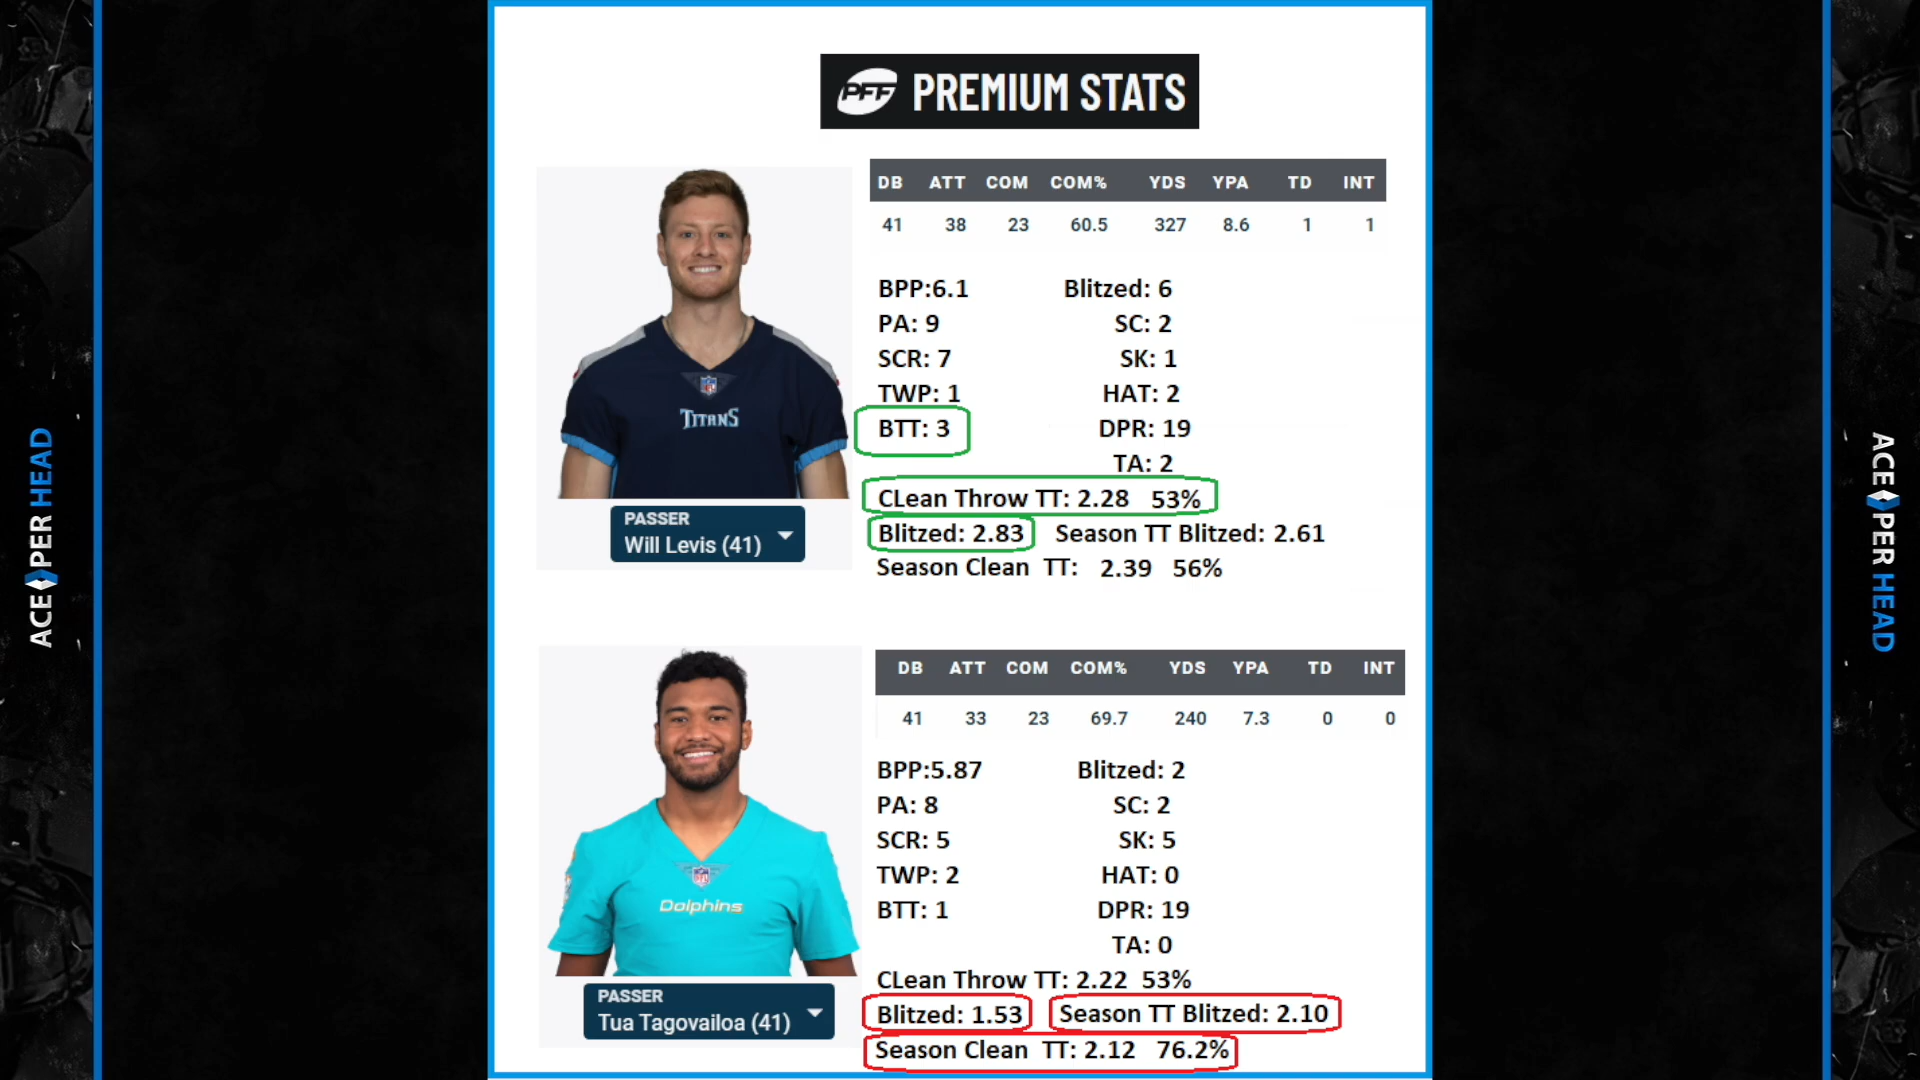 PFF PREMIUM STATS
DB ATT COM COM% YDS YPA TD INT
41 38 23 60.5 327 8.6 1 1
BPP:6.1 Blitzed: 6
PA: 9 SC: 2
SCR: 7 SK: 1
TWP: 1 HAT: 2
BTT: 3 DPR: 19
TA: 2
CLean Throw TT: 2.28 53%
Blitzed: 2.83 Season TT Blitzed: 2.61
Season Clean TT: 2.39 56%
TITANS
PASSER
Will Levis (41)
DB ATT COM COM% YDS YPA TD INT
41 33 23 69.7 240 7.3 0 0
BPP:5.87 Blitzed: 2
PA: 8 SC: 2
SCR: 5 SK: 5
TWP: 2 HAT: 0
BTT: 1 DPR: 19
TA: 0
CLean Throw TT: 2.22 53%
Blitzed: 1.53 Season TT Blitzed: 2.10
Season Clean TT: 2.12 76.2%
Dolphins
PASSER
Tua Tagovailoa (41)
ACE PER HEAD
ACE PER HEAD